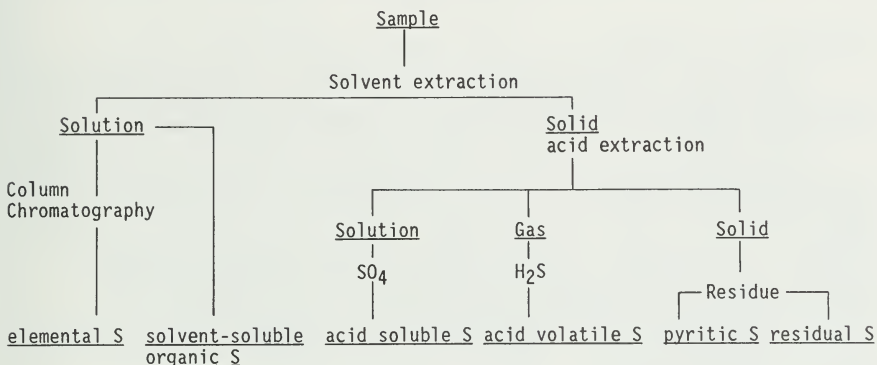 Sample
Solvent extraction
Solution
Solid
acid extraction
Column
Chromatography
Solution
Gas
Solid
SO4
H2S
Residue
elemental S
solvent-soluble
organic S
acid soluble S
acid volatile S
pyritic S
residual S